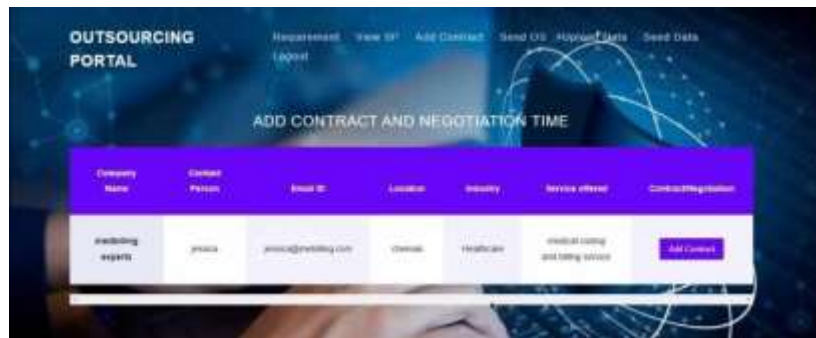 OUTSOURCING
PORTAL
Requirement View SP Add Contract Send OS Send Data
Logout
ADD CONTRACT AND NEGOTIATION TIME
Company
Name
Contact
Person
Email ID
Location
Industry
Service offered
Contract/Negotiation
experts
jessica
chennai
Healthcare
medical coding
and billing service
Add Contract